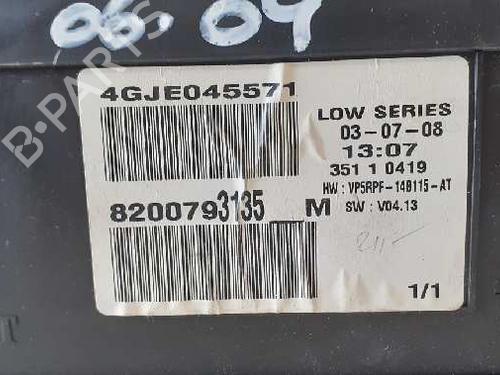 06.04
B-PARTS
4GJE045571
LOW SERIES
03-07-08
13:07
351 1 0419
HW : VP5RPF-14B115-AT
SW : V04.13
8200793135__M
1/1